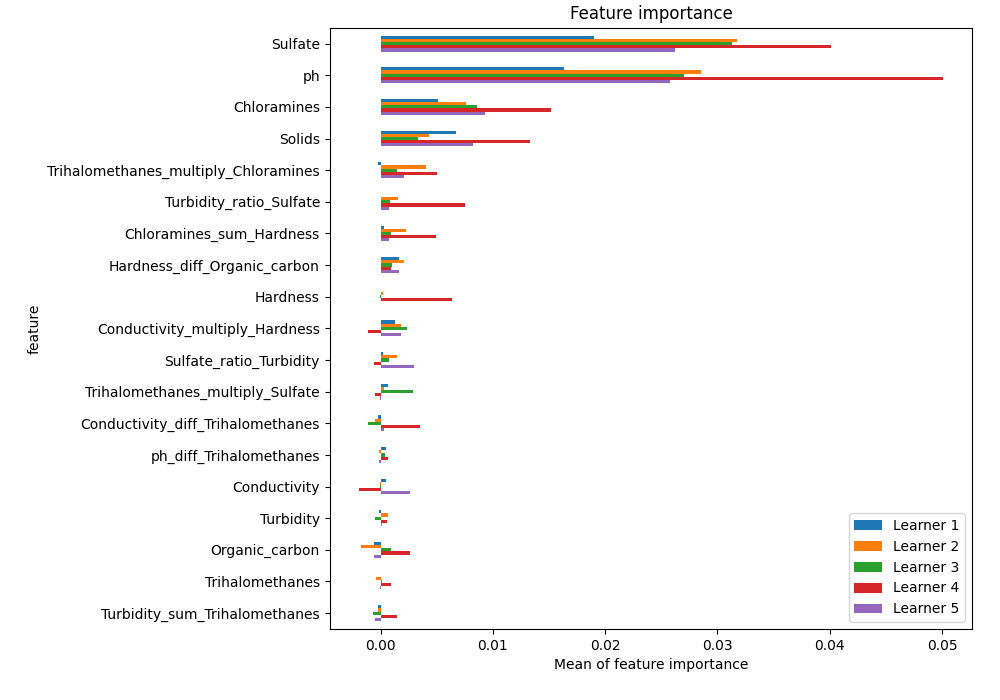 Feature importance
Sulfate
ph
Chloramines
Solids
Trihalomethanes_multiply_Chloramines
Turbidity_ratio_Sulfate
Chloramines_sum_Hardness
Hardness_diff_Organic_carbon
Hardness
Conductivity_multiply_Hardness
Sulfate_ratio_Turbidity
Trihalomethanes_multiply_Sulfate
Conductivity_diff_Trihalomethanes
ph_diff_Trihalomethanes
Conductivity
Turbidity
Organic_carbon
Trihalomethanes
Turbidity_sum_Trihalomethanes
feature
Learner 1
Learner 2
Learner 3
Learner 4
Learner 5
0.00 0.01 0.02 0.03 0.04 0.05
Mean of feature importance